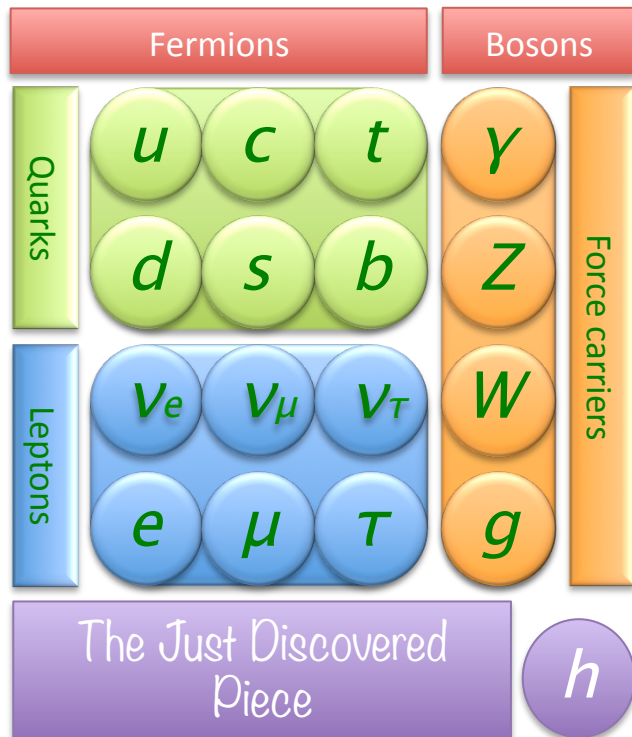 Fermions Bosons
Quarks
u c t γ
d s b Z
Force carriers
Leptons
νe νμ ντ W
e μ τ g
The Just Discovered
Piece
h